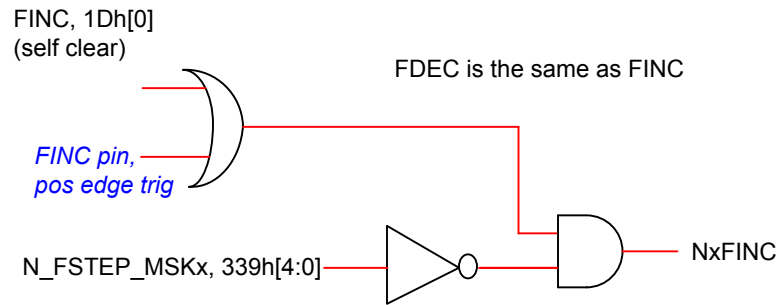 FINC, 1Dh[0]
(self clear)
FDEC is the same as FINC
FINC pin,
pos edge trig
N_FSTEP_MSKx, 339h[4:0]
NxFINC